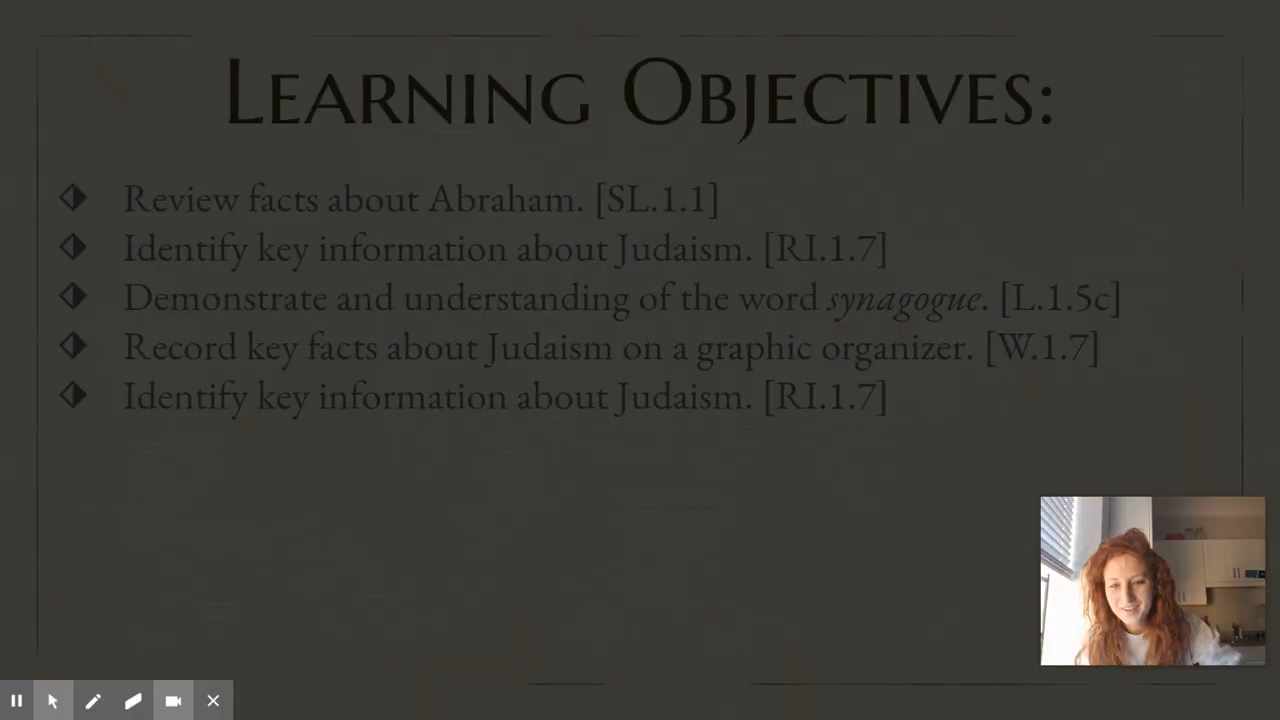 Learning Objectives:
Review facts about Abraham. [SL.1.1]
Identify key information about Judaism. [RI.1.7]
Demonstrate and understanding of the word synagogue. [L.1.5c]
Record key facts about Judaism on a graphic organizer. [W.1.7]
Identify key information about Judaism. [RI.1.7]